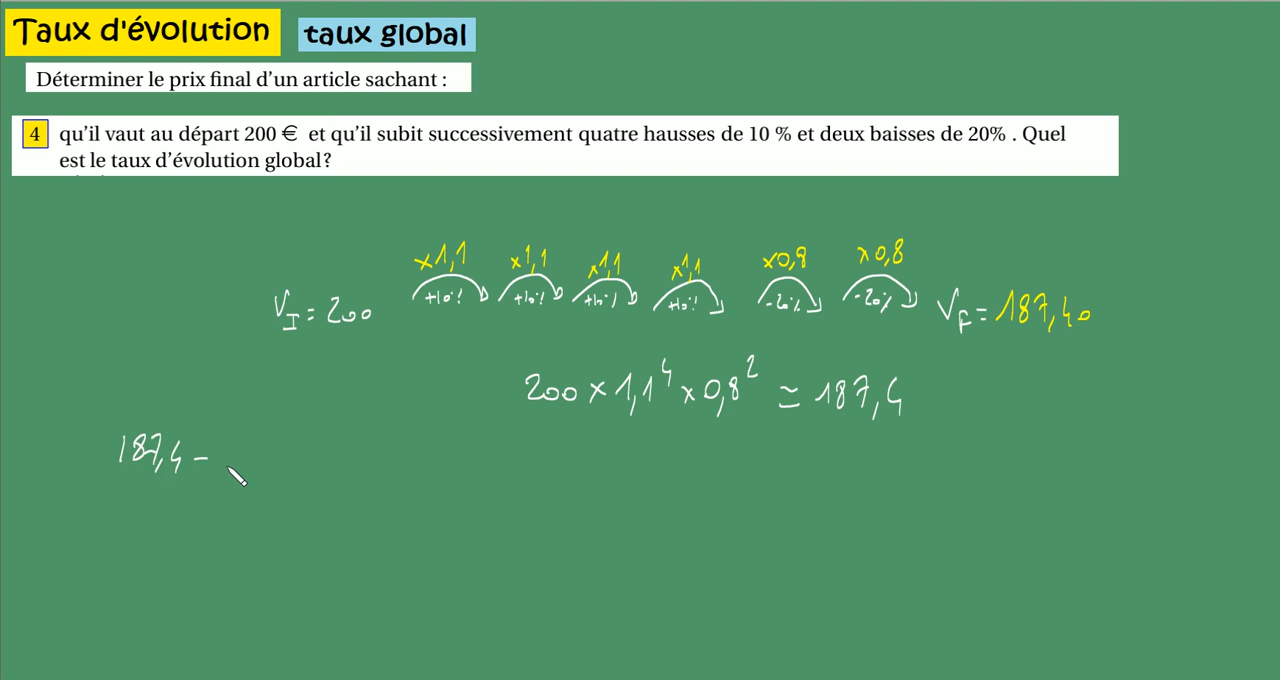 Taux d'évolution taux global
Déterminer le prix final d'un article sachant :
4 qu'il vaut au départ 200 € et qu'il subit successivement quatre hausses de 10 % et deux baisses de 20% . Quel
est le taux d'évolution global?
×1,1 ×1,1 ×1,1 ×1,1 ×0,8 ×0,8
+10% +10% +10% +10% -20% -20%
V_I = 200 V_F = 187,40
200 × 1,1⁴ × 0,8² ≃ 187,4
187,4 −